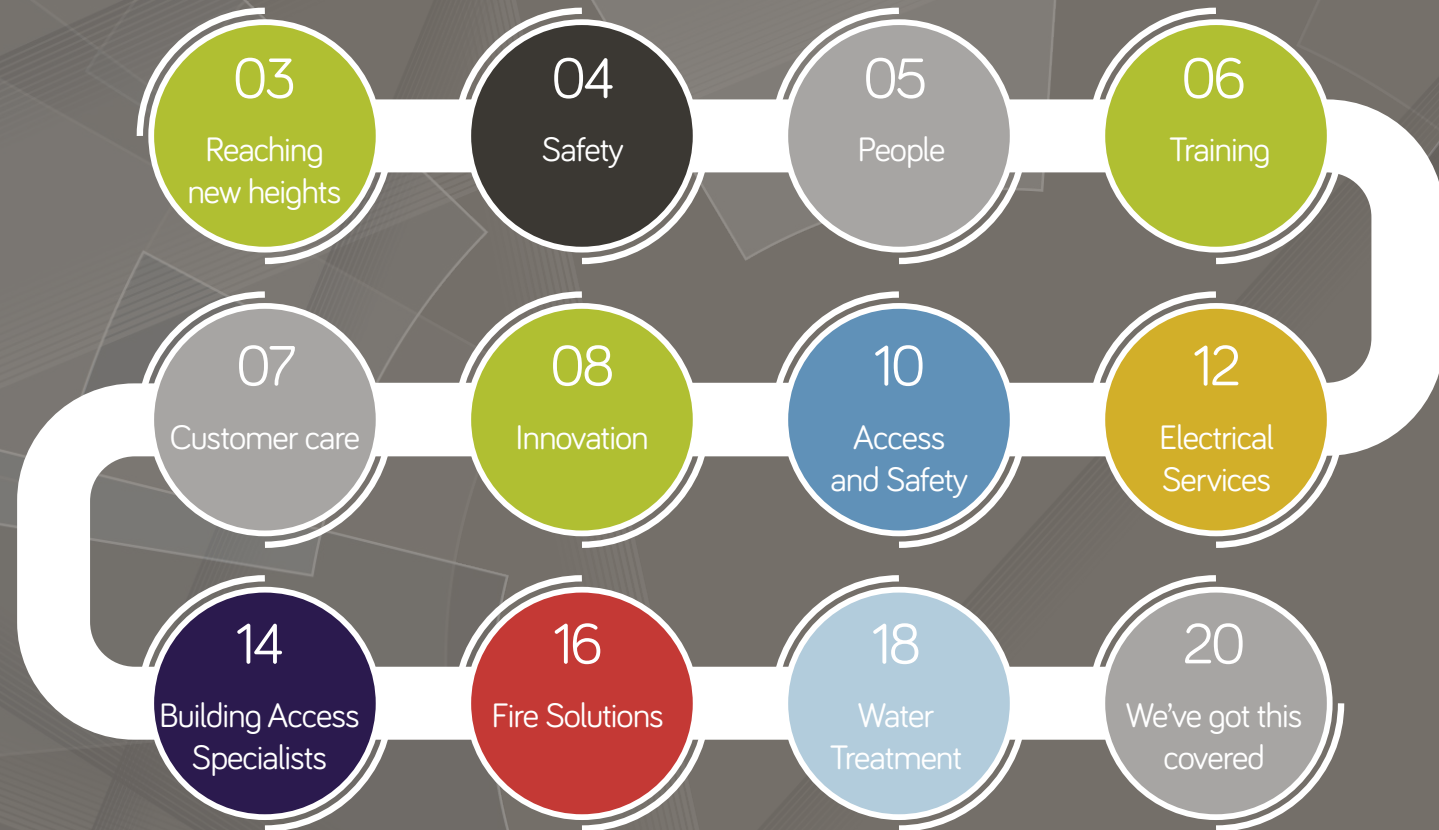 03
Reaching
new heights
04
Safety
05
People
06
Training
07
Customer care
08
Innovation
10
Access
and Safety
12
Electrical
Services
14
Building Access
Specialists
16
Fire Solutions
18
Water
Treatment
20
We've got this
covered